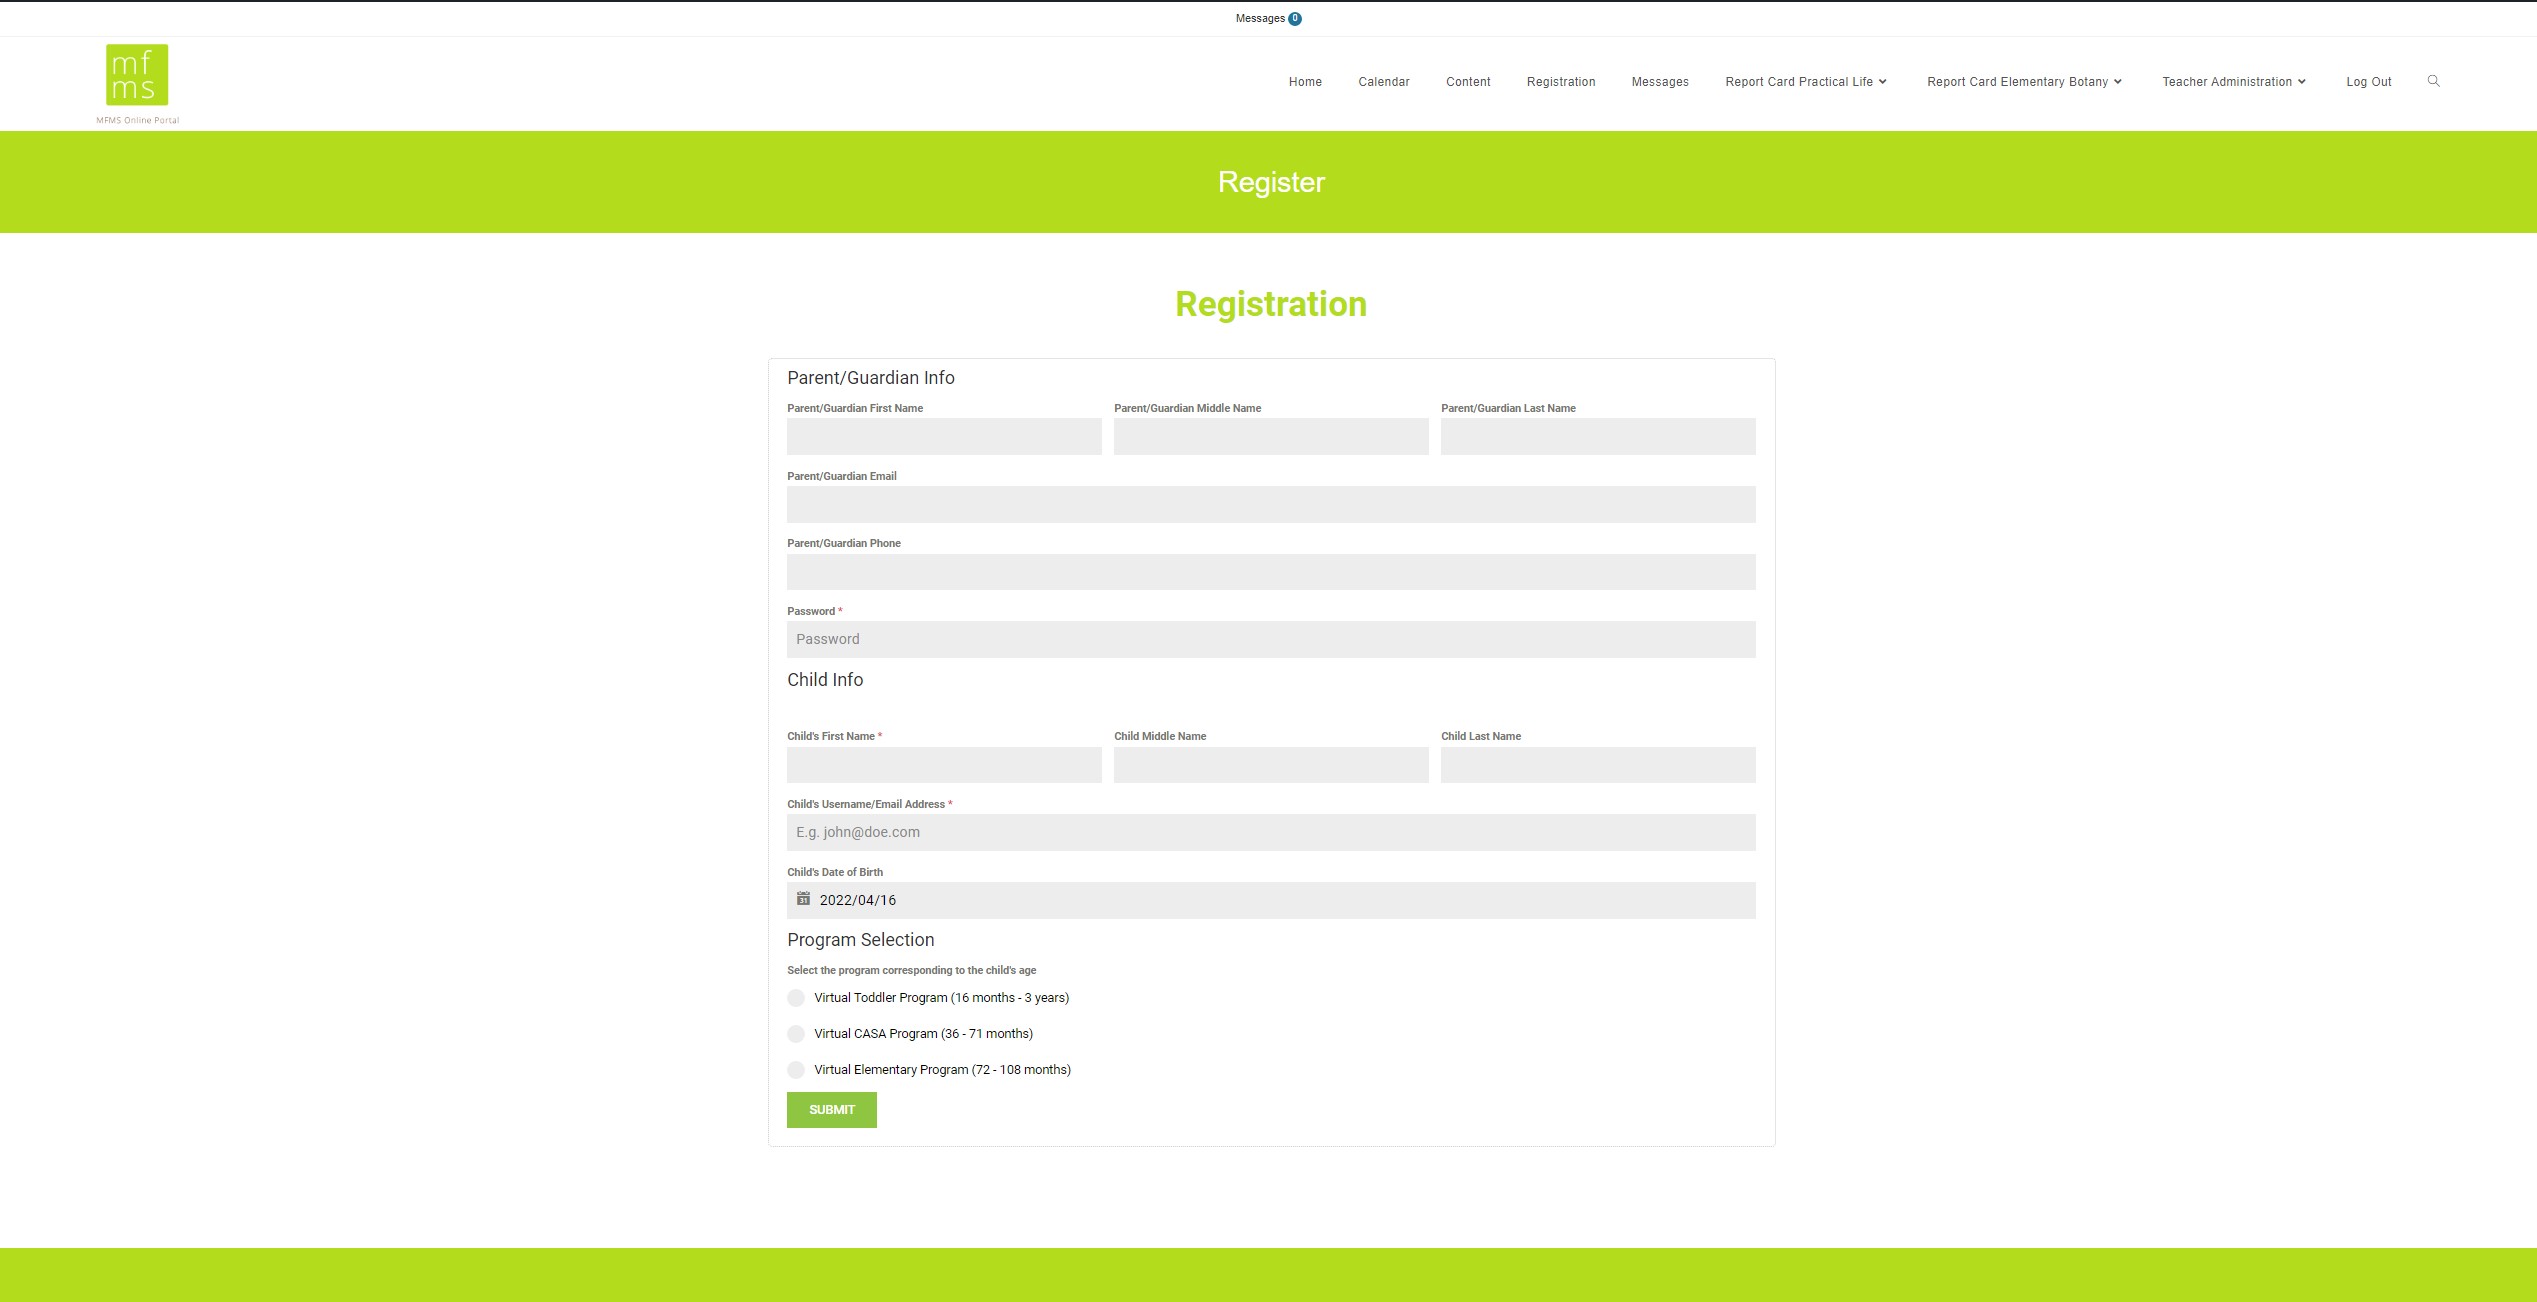 Messages 0
mf
ms
MFMS Online Portal
Home Calendar Content Registration Messages Report Card Practical Life Report Card Elementary Botany Teacher Administration Log Out
Register
Registration
Parent/Guardian Info
Parent/Guardian First Name Parent/Guardian Middle Name Parent/Guardian Last Name
Parent/Guardian Email
Parent/Guardian Phone
Password *
Password
Child Info
Child's First Name * Child Middle Name Child Last Name
Child's Username/Email Address *
E.g. john@doe.com
Child's Date of Birth
31 2022/04/16
Program Selection
Select the program corresponding to the child's age
Virtual Toddler Program (16 months - 3 years)
Virtual CASA Program (36 - 71 months)
Virtual Elementary Program (72 - 108 months)
SUBMIT